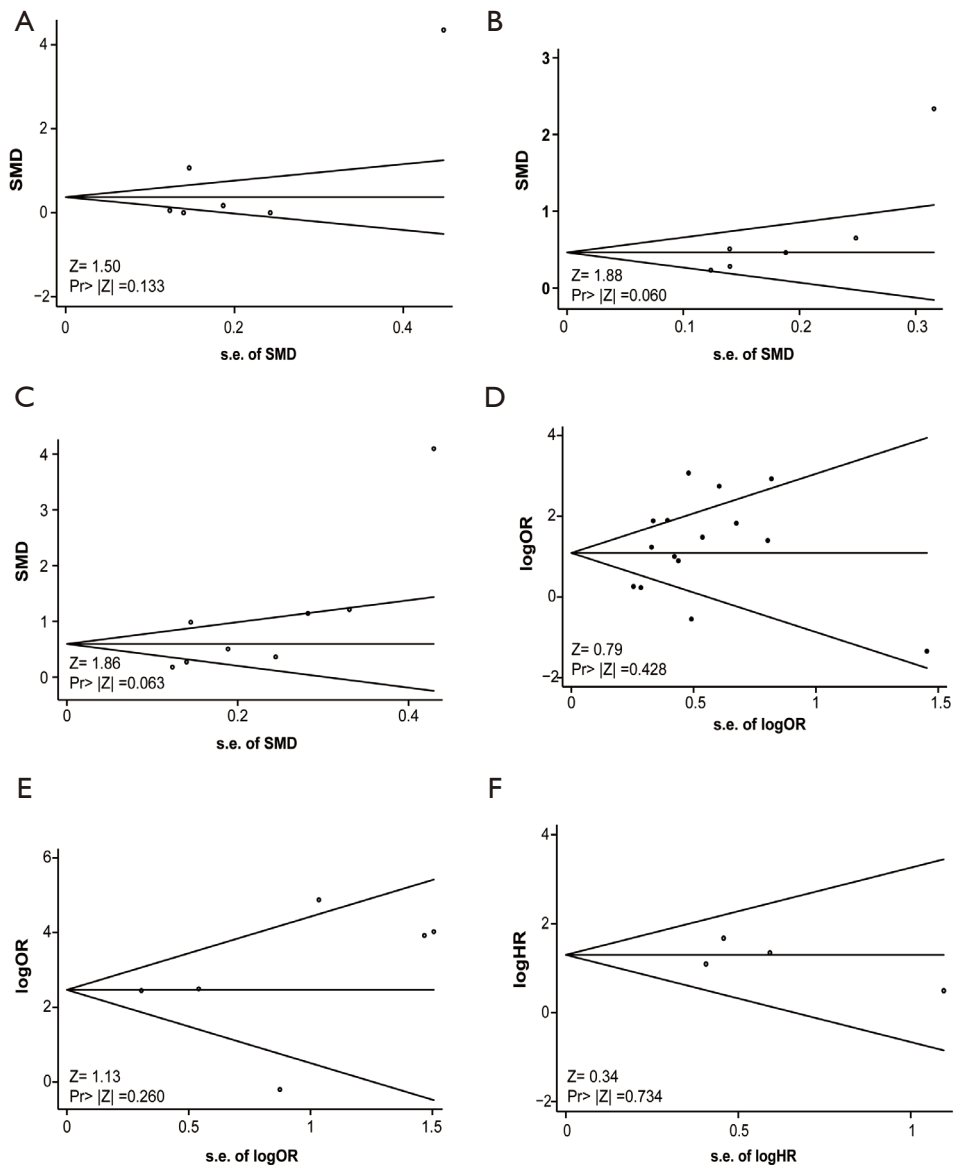 A
4
2
0
−2
SMD
Z= 1.50
Pr> |Z| =0.133
0
0.2
0.4
s.e. of SMD
B
3
2
1
0
SMD
Z= 1.88
Pr> |Z| =0.060
0
0.1
0.2
0.3
s.e. of SMD
C
4
3
2
1
0
SMD
Z= 1.86
Pr> |Z| =0.063
0
0.2
0.4
s.e. of SMD
D
4
2
0
−2
logOR
Z= 0.79
Pr> |Z| =0.428
0
0.5
1
1.5
s.e. of logOR
E
6
4
2
0
logOR
Z= 1.13
Pr> |Z| =0.260
0
0.5
1
1.5
s.e. of logOR
F
4
2
0
−2
logHR
Z= 0.34
Pr> |Z| =0.734
0
0.5
1
s.e. of logHR